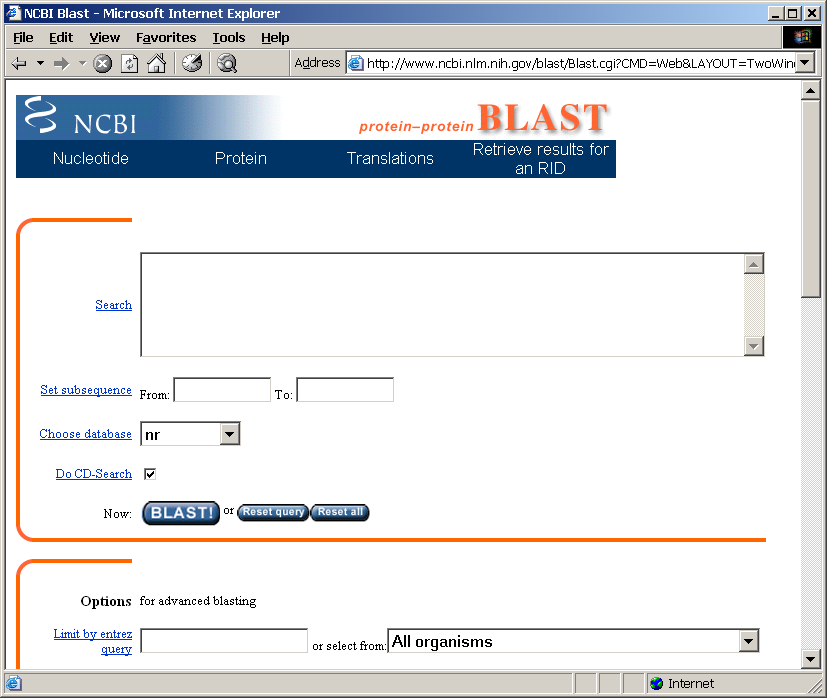 NCBI Blast - Microsoft Internet Explorer
File Edit View Favorites Tools Help
Address http://www.ncbi.nlm.nih.gov/blast/Blast.cgi?CMD=Web&LAYOUT=TwoWin
NCBI protein–protein BLAST
Nucleotide Protein Translations Retrieve results for
an RID
Search
Set subsequence From: To:
Choose database nr
Do CD-Search
Now: BLAST! or Reset query Reset all
Options for advanced blasting
Limit by entrez
query or select from: All organisms
Internet